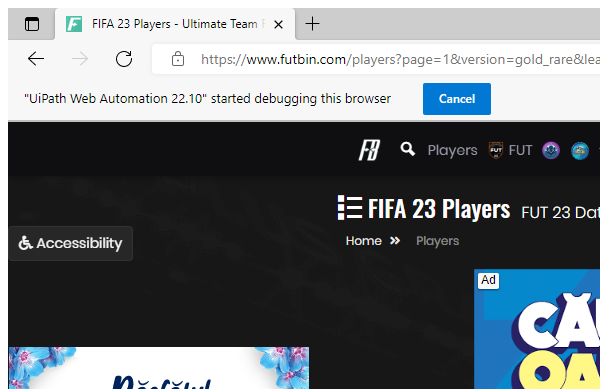 FIFA 23 Players - Ultimate Team
https://www.futbin.com/players?page=1&version=gold_rare&lea
"UiPath Web Automation 22.10" started debugging this browser
Cancel
Players FUT
FIFA 23 Players FUT 23 Dat
Home » Players
Accessibility
Ad
CĂ
OA